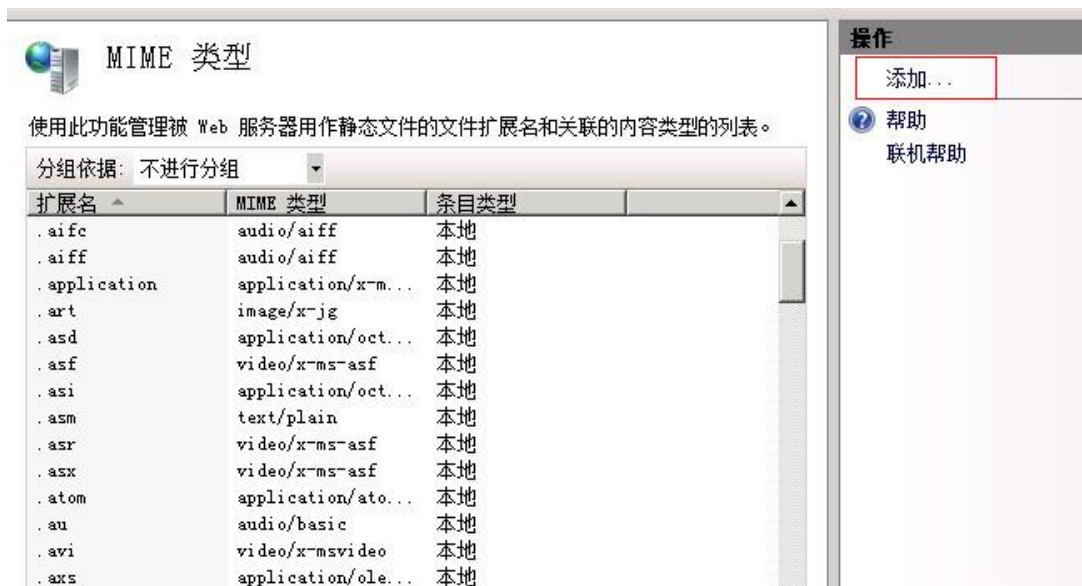 MIME 类型
使用此功能管理被 Web 服务器用作静态文件的文件扩展名和关联的内容类型的列表。
分组依据: 不进行分组
扩展名 MIME 类型 条目类型
.aifc audio/aiff 本地
.aiff audio/aiff 本地
.application application/x-m... 本地
.art image/x-jg 本地
.asd application/oct... 本地
.asf video/x-ms-asf 本地
.asi application/oct... 本地
.asm text/plain 本地
.asr video/x-ms-asf 本地
.asx video/x-ms-asf 本地
.atom application/ato... 本地
.au audio/basic 本地
.avi video/x-msvideo 本地
.axs application/ole... 本地
操作
添加...
帮助
联机帮助